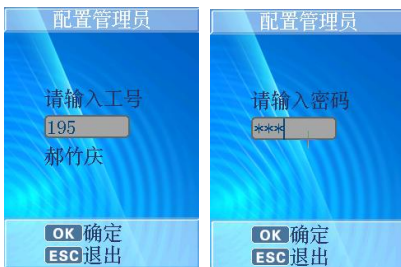 配置管理员
请输入工号
195
郝竹庆
OK 确定
ESC 退出
配置管理员
请输入密码
***
OK 确定
ESC 退出